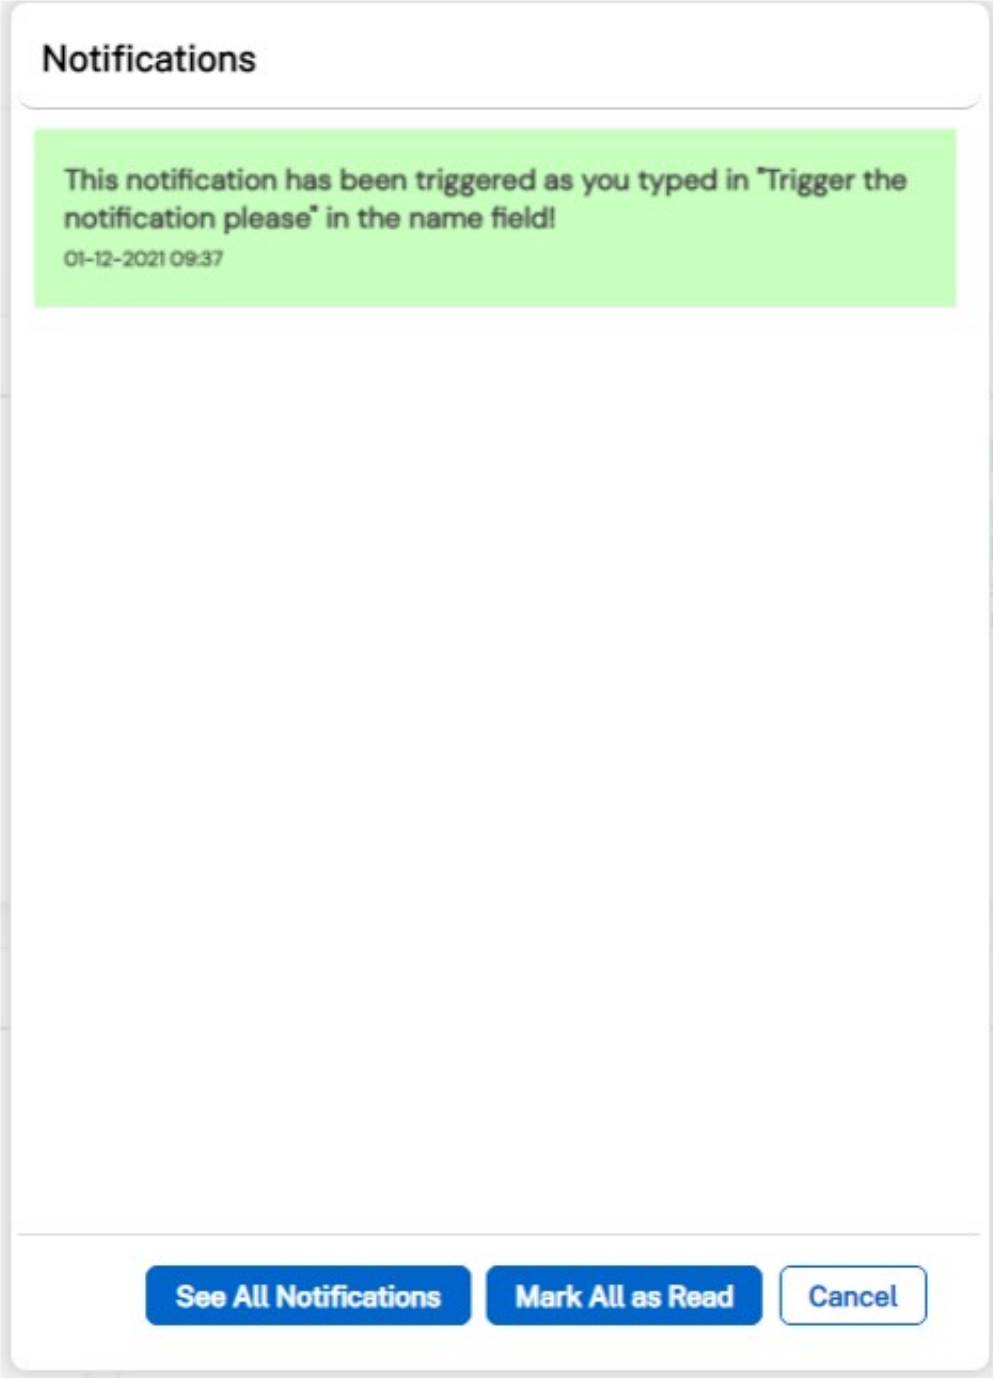 Notifications
This notification has been triggered as you typed in "Trigger the
notification please" in the name field!
01-12-2021 09:37
See All Notifications
Mark All as Read
Cancel